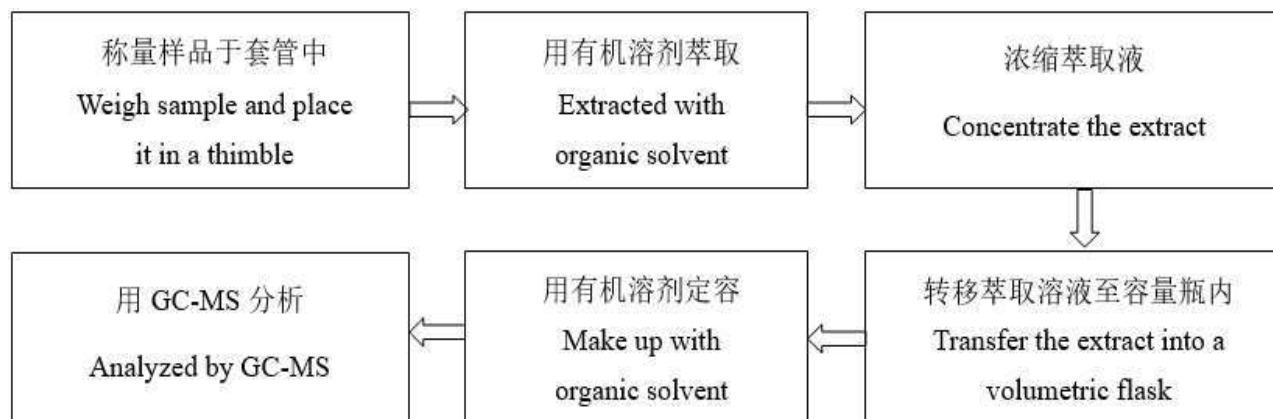 称量样品于套管中
Weigh sample and place
it in a thimble
用有机溶剂萃取
Extracted with
organic solvent
浓缩萃取液
Concentrate the extract
转移萃取溶液至容量瓶内
Transfer the extract into a
volumetric flask
用有机溶剂定容
Make up with
organic solvent
用 GC-MS 分析
Analyzed by GC-MS